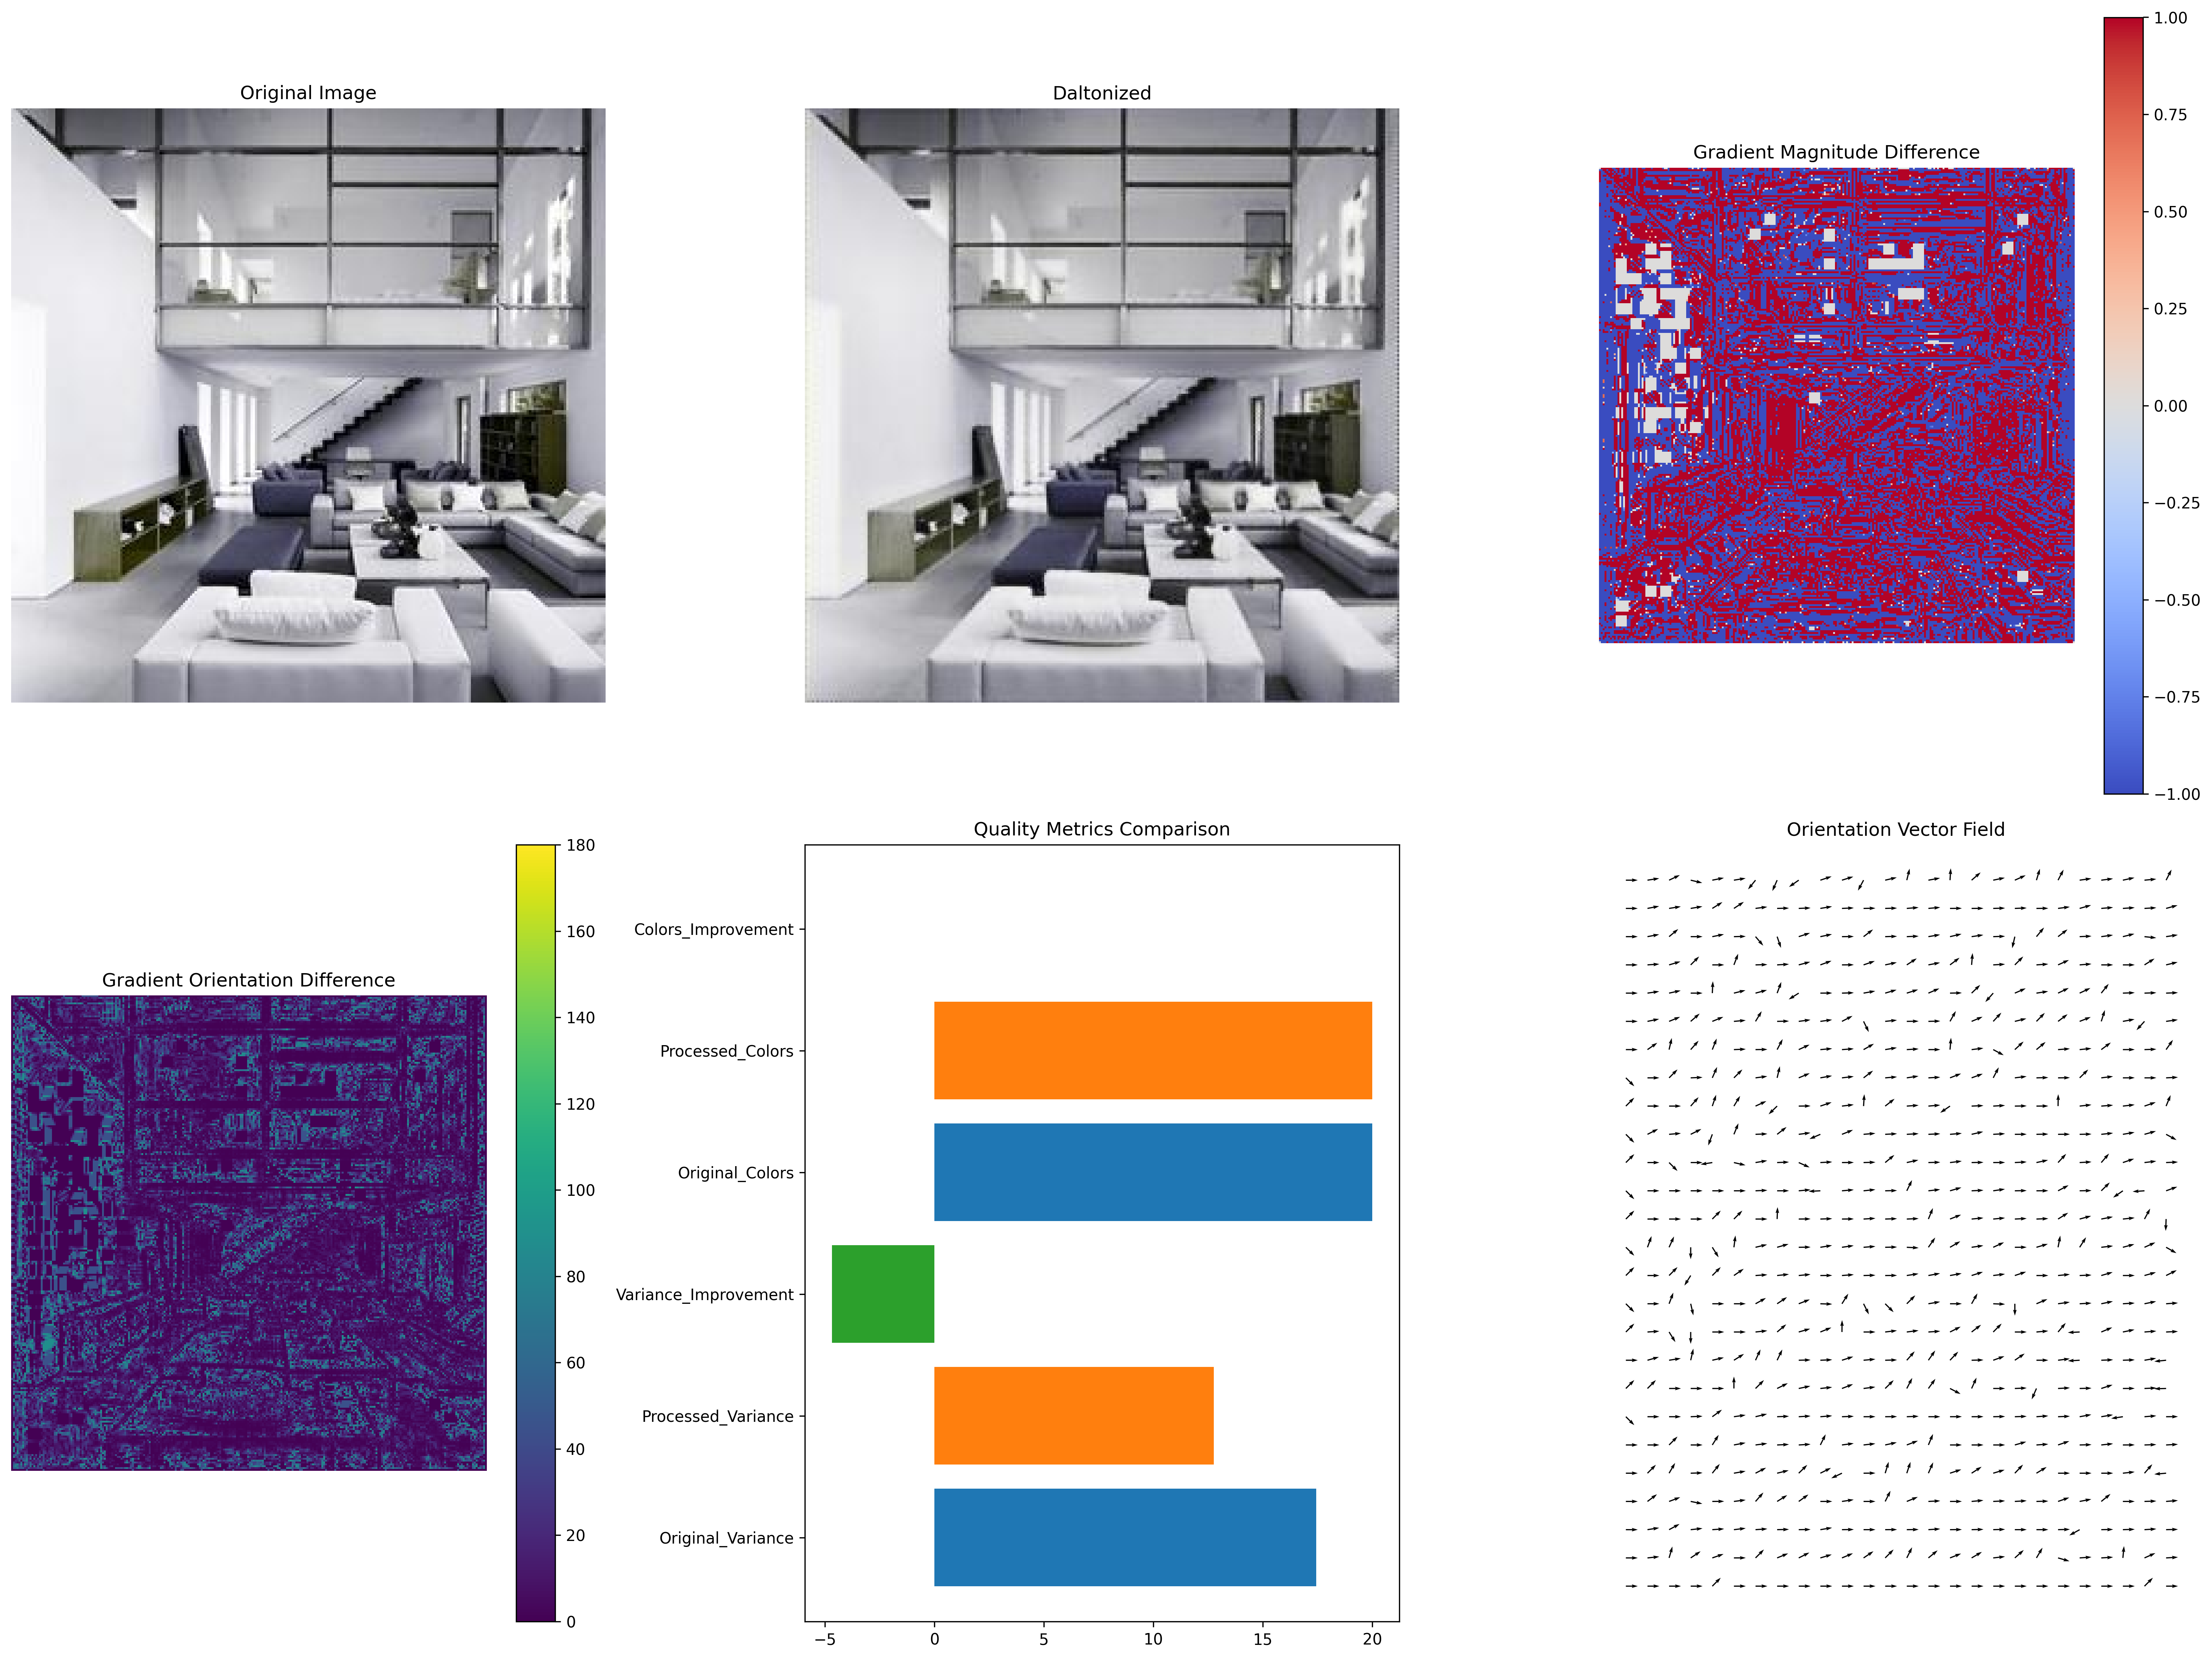 Original Image
Daltonized
Gradient Magnitude Difference
1.00
0.75
0.50
0.25
0.00
−0.25
−0.50
−0.75
−1.00
Gradient Orientation Difference
180
160
140
120
100
80
60
40
20
0
Quality Metrics Comparison
Colors_Improvement
Processed_Colors
Original_Colors
Variance_Improvement
Processed_Variance
Original_Variance
−5
0
5
10
15
20
Orientation Vector Field